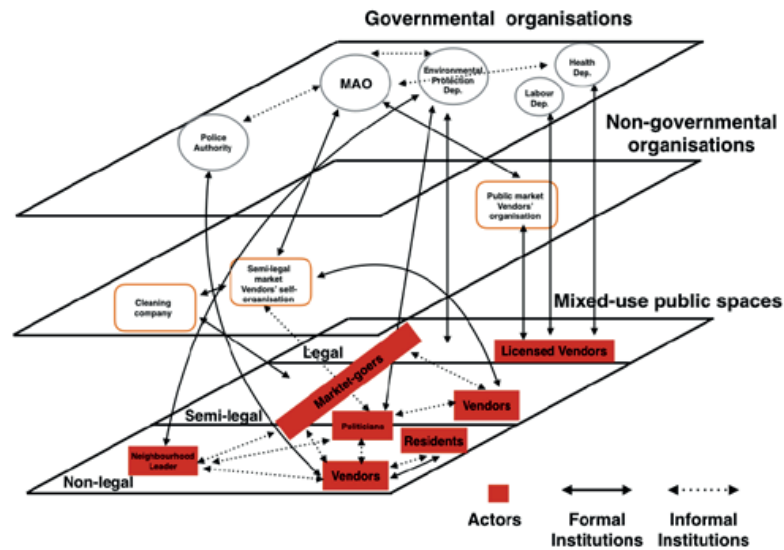 Governmental organisations
MAO
Environmental
Protection
Dep.
Health
Dep.
Labour
Dep.
Police
Authority
Non-governmental
organisations
Public market
Vendors'
organisation
Semi-legal
market
Vendors' self-
organisation
Cleaning
company
Mixed-use public spaces
Legal
Licensed Vendors
Marktel-goers
Semi-legal
Vendors
Politicians
Residents
Neighbourhood
Leader
Vendors
Non-legal
Actors
Formal
Institutions
Informal
Institutions